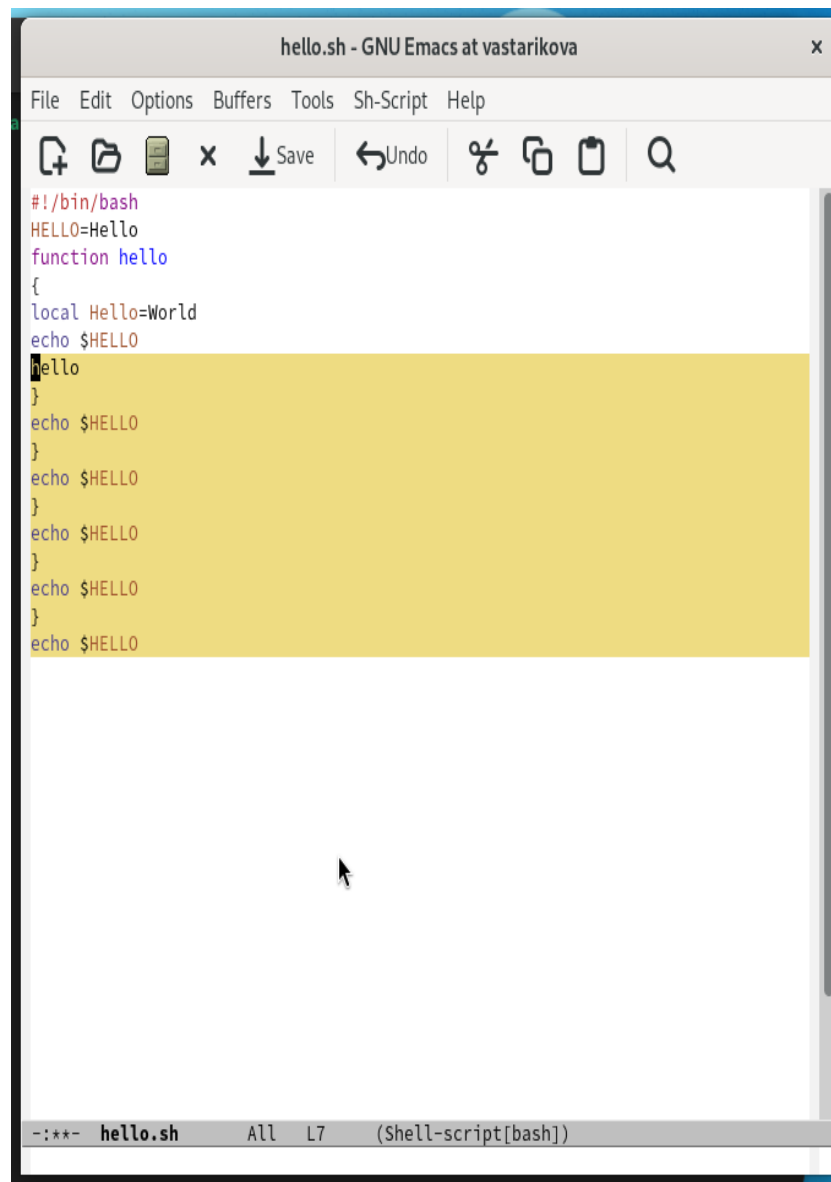 hello.sh - GNU Emacs at vastarikova x
File Edit Options Buffers Tools Sh-Script Help
Save Undo
#!/bin/bash
HELLO=Hello
function hello
{
local Hello=World
echo $HELLO
hello
}
echo $HELLO
}
echo $HELLO
}
echo $HELLO
}
echo $HELLO
}
echo $HELLO
-:**- hello.sh All L7 (Shell-script[bash])